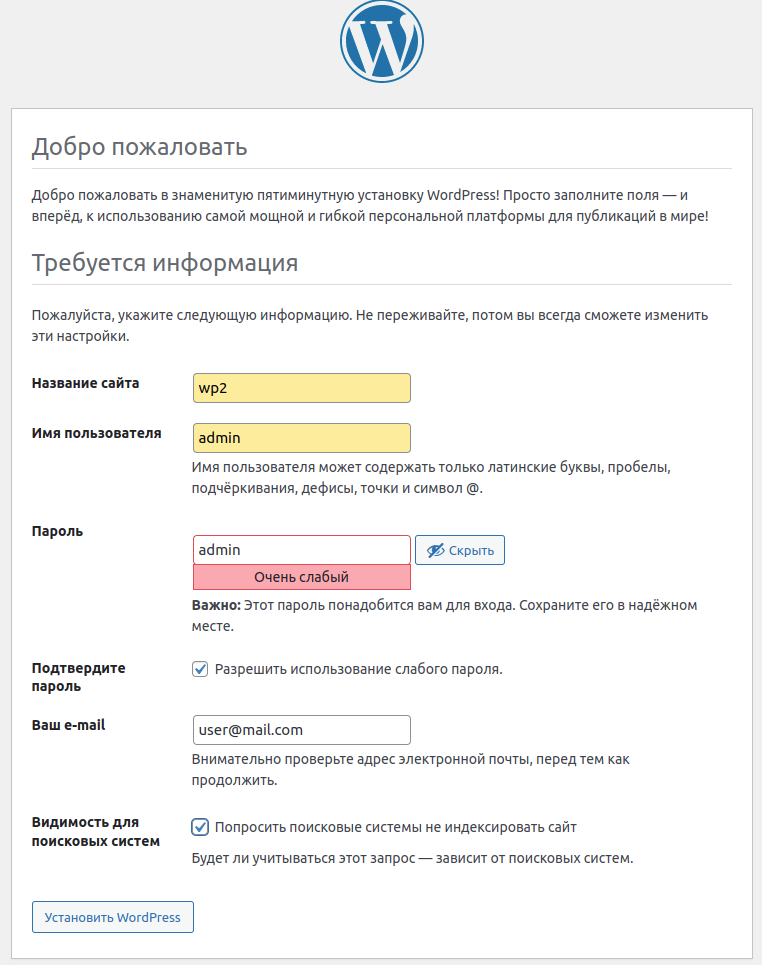 Добро пожаловать
Добро пожаловать в знаменитую пятиминутную установку WordPress! Просто заполните поля — и
вперёд, к использованию самой мощной и гибкой персональной платформы для публикаций в мире!
Требуется информация
Пожалуйста, укажите следующую информацию. Не переживайте, потом вы всегда сможете изменить
эти настройки.
Название сайта
wp2
Имя пользователя
admin
Имя пользователя может содержать только латинские буквы, пробелы,
подчёркивания, дефисы, точки и символ @.
Пароль
admin
Скрыть
Очень слабый
Важно: Этот пароль понадобится вам для входа. Сохраните его в надёжном
месте.
Подтвердите
пароль
Разрешить использование слабого пароля.
Ваш e-mail
user@mail.com
Внимательно проверьте адрес электронной почты, перед тем как
продолжить.
Видимость для
поисковых систем
Попросить поисковые системы не индексировать сайт
Будет ли учитываться этот запрос — зависит от поисковых систем.
Установить WordPress